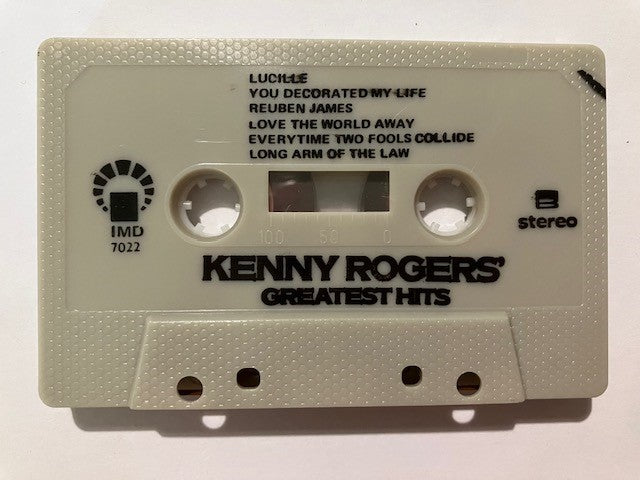 LUCILLE
YOU DECORATED MY LIFE
REUBEN JAMES
LOVE THE WORLD AWAY
EVERYTIME TWO FOOLS COLLIDE
LONG ARM OF THE LAW
IMD
7022
B
stereo
100 50 0
KENNY ROGERS'
GREATEST HITS